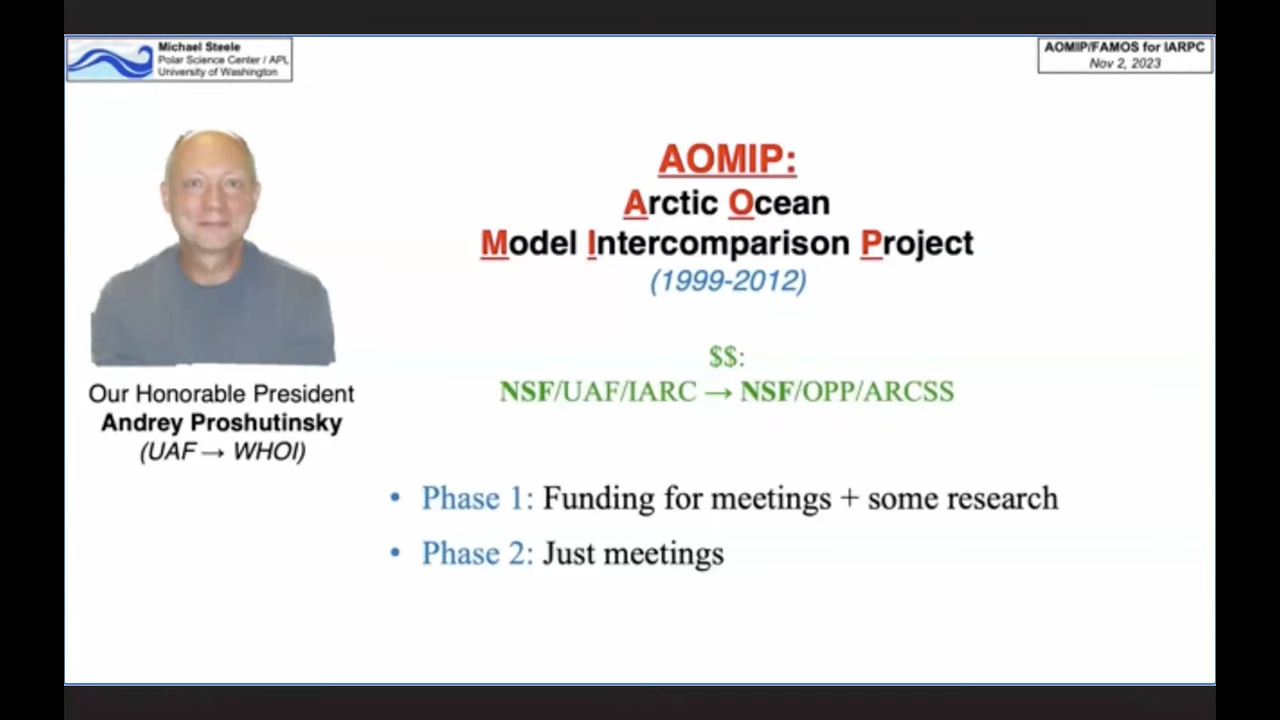 Michael Steele
Polar Science Center / APL
University of Washington
AOMIP/FAMOS for IARPC
Nov 2, 2023
AOMIP:
Arctic Ocean
Model Intercomparison Project
(1999-2012)
$$:
NSF/UAF/IARC → NSF/OPP/ARCSS
Our Honorable President
Andrey Proshutinsky
(UAF → WHOI)
• Phase 1: Funding for meetings + some research
• Phase 2: Just meetings